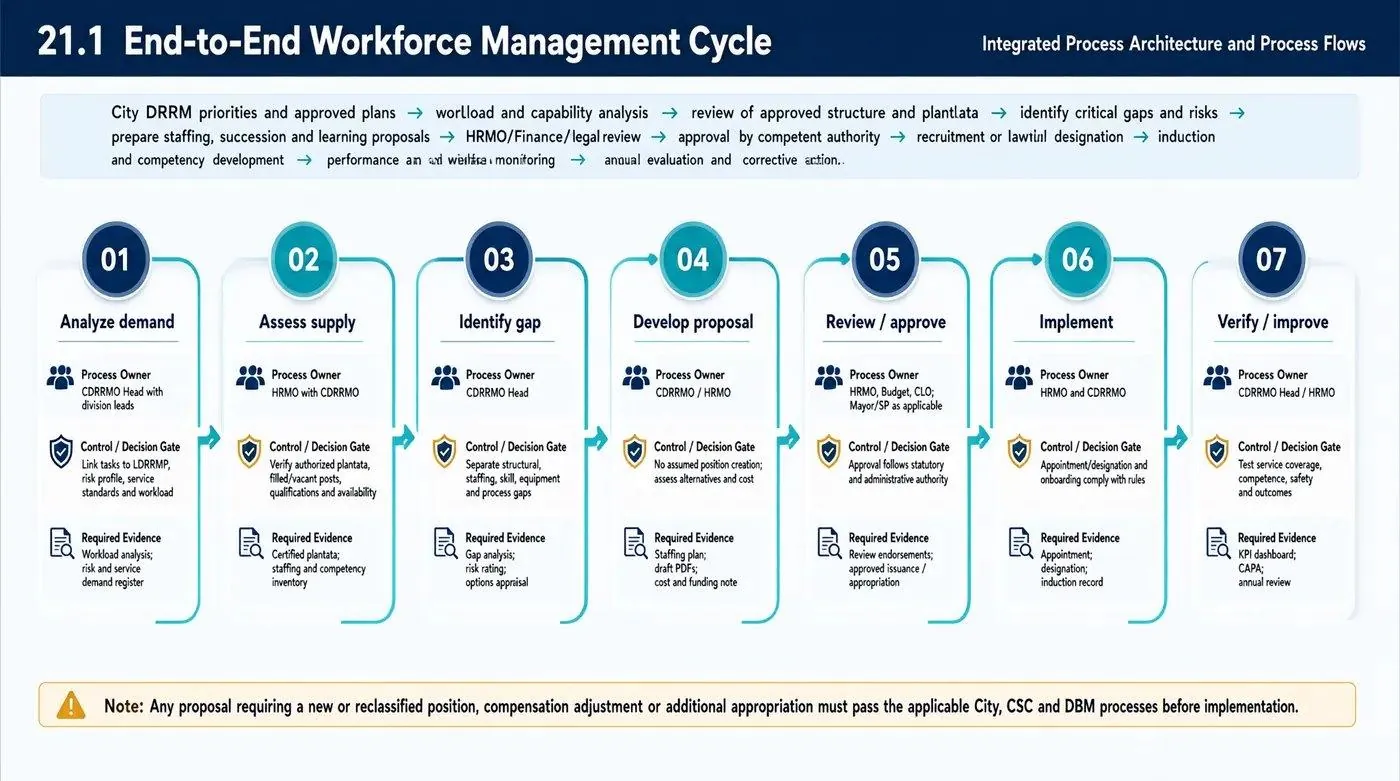 21.1 End-to-End Workforce Management Cycle
Integrated Process Architecture and Process Flows
City DRRM priorities and approved plans → worlload and capability analysis → review of approved structure and plantlata → identify critical gaps and risks →
prepare staffing, succession and learning proposals → HRMO/Finance/legal review → approval by competent authority → recruitment or → induction
and competency development → performance monitoring → annual evaluation and corrective action..
01
Analyze demand
Process Owner
CDRRMO Head with
division leads
Control / Decision Gate
Link tasks to LDRRMP,
risk profile, service
standards and workload
Required Evidence
Workload analysis;
risk and service
demand register
02
Assess supply
Process Owner
HRMO with CDRRMO
Control / Decision Gate
Verify authorized plantata,
filled/vacant posts,
qualifications and availability
Required Evidence
Certified plantata;
staffing and competency
inventory
03
Identify gap
Process Owner
CDRRMO Head
Control / Decision Gate
Separate structural,
staffing, skill, equipment
and process gaps
Required Evidence
Gap analysis;
risk rating;
options appraisal
04
Develop proposal
Process Owner
CDRRMO / HRMO
Control / Decision Gate
No assumed position creation;
assess alternatives and cost
Required Evidence
Staffing plan;
draft PDFs;
cost and funding note
05
Review / approve
Process Owner
HRMO, Budget, CLO;
Mayor/SP as applicable
Control / Decision Gate
Approval follows statutory
and administrative authority
Required Evidence
Review endorsements;
approved issuance /
appropriation
06
Implement
Process Owner
HRMO and CDRRMO
Control / Decision Gate
Appointment/designation and
onboarding comply with rules
Required Evidence
Appointment;
designation;
induction record
07
Verify / improve
Process Owner
CDRRMO Head / HRMO
Control / Decision Gate
Test service coverage,
competence, safety
and outcomes
Required Evidence
KPI dashboard;
CAPA;
annual review
Note: Any proposal requiring a new or reclassified position, compensation adjustment or additional appropriation must pass the applicable City, CSC and DBM processes before implementation.